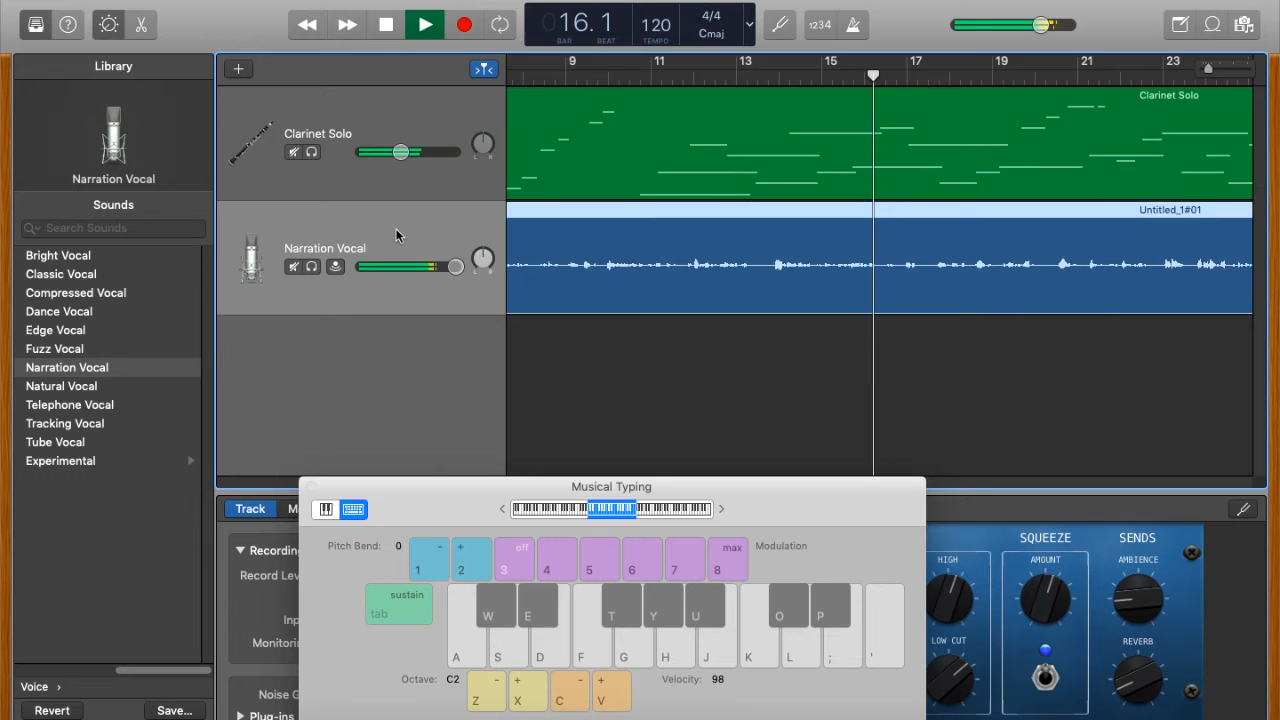 16.1
BAR BEAT
120
TEMPO
4/4
Cmaj
1234
Library
Narration Vocal
Sounds
Search Sounds
Bright Vocal
Classic Vocal
Compressed Vocal
Dance Vocal
Edge Vocal
Fuzz Vocal
Narration Vocal
Natural Vocal
Telephone Vocal
Tracking Vocal
Tube Vocal
Experimental
Voice
Revert
Save...
9 11 13 15 17 19 21 23
Clarinet Solo
L R
Clarinet Solo
Narration Vocal
L R
Untitled_1#01
Track
Recording
Record Lev
Inp
Monitorin
Noise G
Plug-ins
Musical Typing
Pitch Bend: 0
- 1
+ 2
off 3
4
5
6
7
max 8
Modulation
sustain
tab
W E T Y U O P
A S D F G H J K L ; '
Octave: C2
- Z
+ X
- C
+ V
Velocity: 98
HIGH
LOW CUT
SQUEEZE
AMOUNT
SENDS
AMBIENCE
REVERB